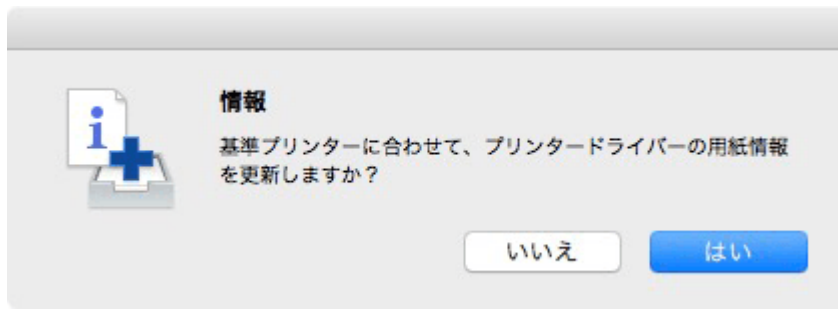 情報
基準プリンターに合わせて、プリンタードライバーの用紙情報
を更新しますか？
いいえ
はい